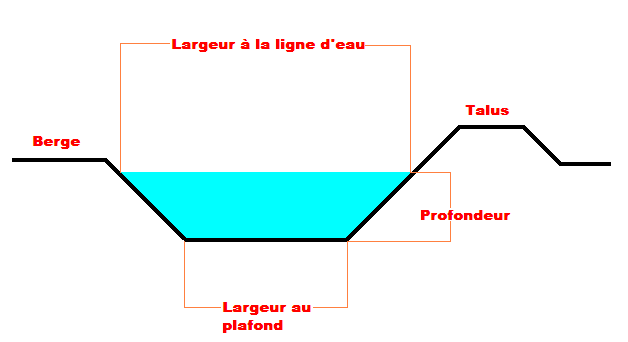 Largeur à la ligne d'eau
Talus
Berge
Profondeur
Largeur au
plafond